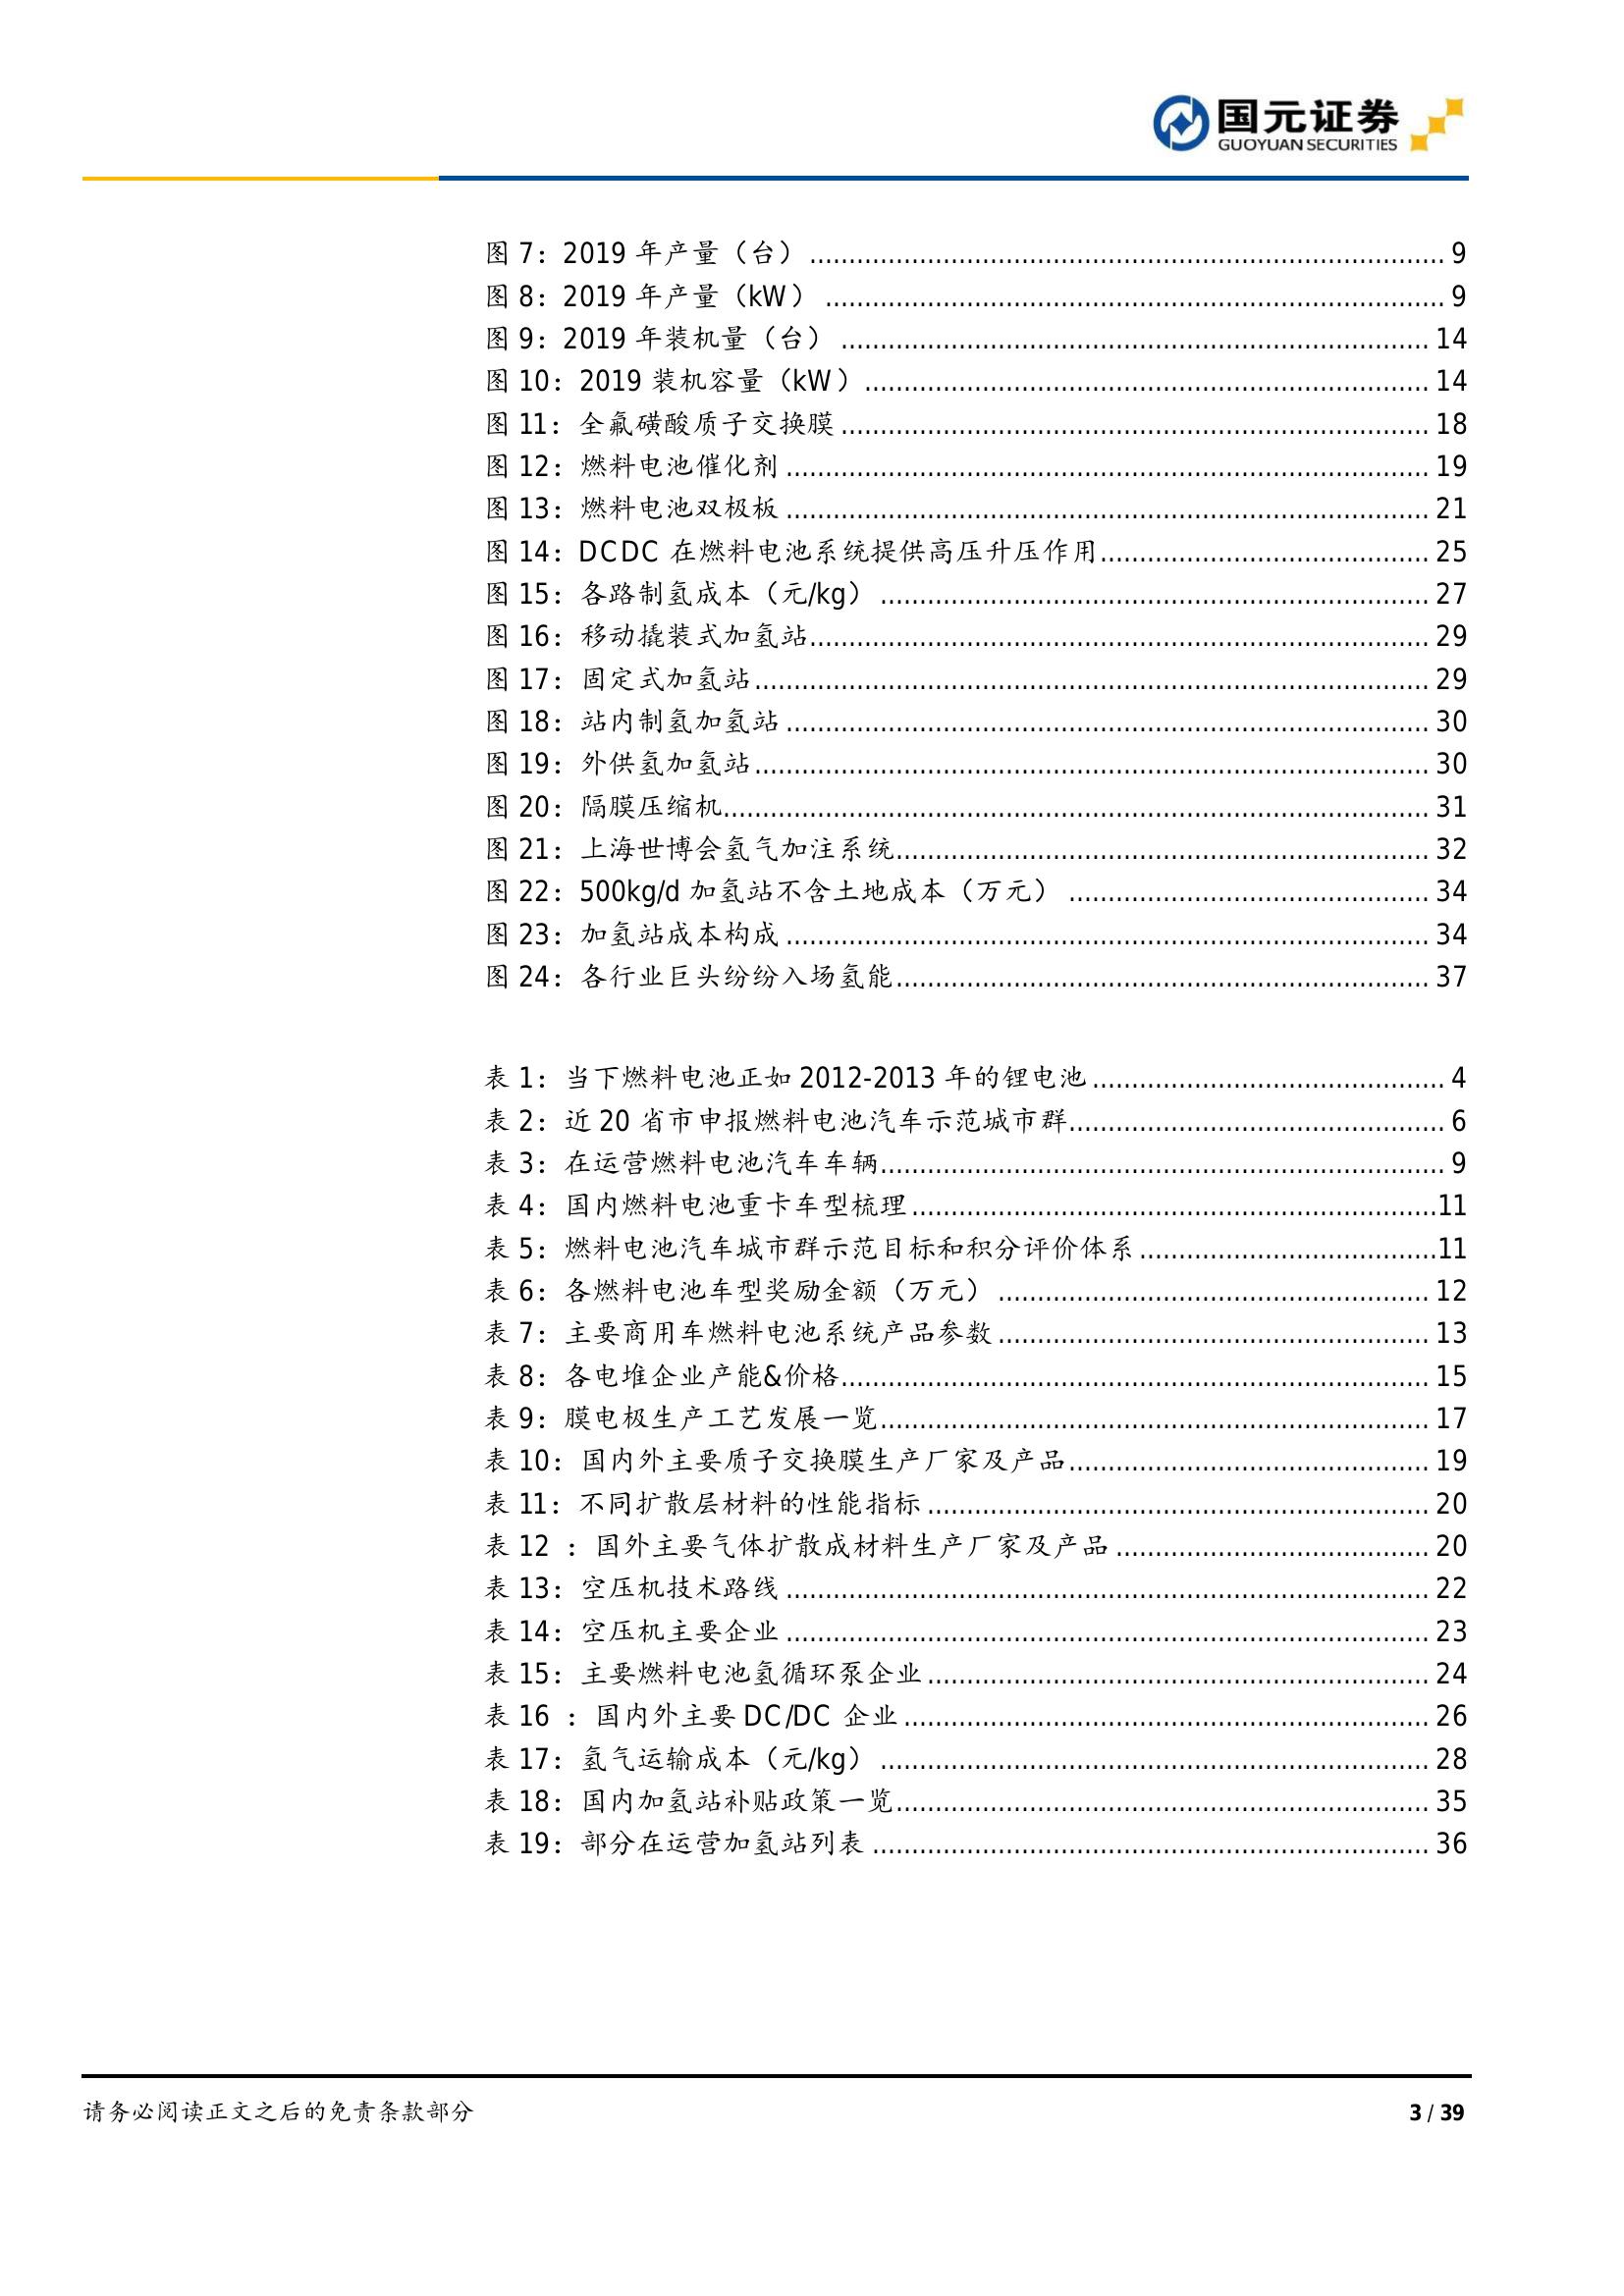 国元证券
GUOYUAN SECURITIES
图 7：2019 年产量（台）........ 9
图 8：2019 年产量（kW）........ 9
图 9：2019 年装机量（台）........ 14
图 10：2019 装机容量（kW）........ 14
图 11：全氟磺酸质子交换膜........ 18
图 12：燃料电池催化剂........ 19
图 13：燃料电池双极板........ 21
图 14：DCDC 在燃料电池系统提供高压升压作用........ 25
图 15：各路制氢成本（元/kg）........ 27
图 16：移动撬装式加氢站........ 29
图 17：固定式加氢站........ 29
图 18：站内制氢加氢站........ 30
图 19：外供氢加氢站........ 30
图 20：隔膜压缩机........ 31
图 21：上海世博会氢气加注系统........ 32
图 22：500kg/d 加氢站不含土地成本（万元）........ 34
图 23：加氢站成本构成........ 34
图 24：各行业巨头纷纷入场氢能........ 37
表 1：当下燃料电池正如 2012-2013 年的锂电池........ 4
表 2：近 20 省市申报燃料电池汽车示范城市群........ 6
表 3：在运营燃料电池汽车车辆........ 9
表 4：国内燃料电池重卡车型梳理........ 11
表 5：燃料电池汽车城市群示范目标和积分评价体系........ 11
表 6：各燃料电池车型奖励金额（万元）........ 12
表 7：主要商用车燃料电池系统产品参数........ 13
表 8：各电堆企业产能&价格........ 15
表 9：膜电极生产工艺发展一览........ 17
表 10：国内外主要质子交换膜生产厂家及产品........ 19
表 11：不同扩散层材料的性能指标........ 20
表 12 ：国外主要气体扩散成材料生产厂家及产品........ 20
表 13：空压机技术路线........ 22
表 14：空压机主要企业........ 23
表 15：主要燃料电池氢循环泵企业........ 24
表 16 ：国内外主要 DC/DC 企业........ 26
表 17：氢气运输成本（元/kg）........ 28
表 18：国内加氢站补贴政策一览........ 35
表 19：部分在运营加氢站列表........ 36
请务必阅读正文之后的免责条款部分
3 / 39